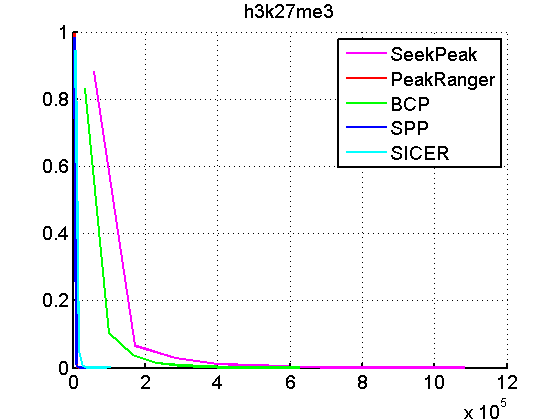 h3k27me3
1
0.8
0.6
0.4
0.2
0
SeekPeak
PeakRanger
BCP
SPP
SICER
0 2 4 6 8 10 12
x 10^5